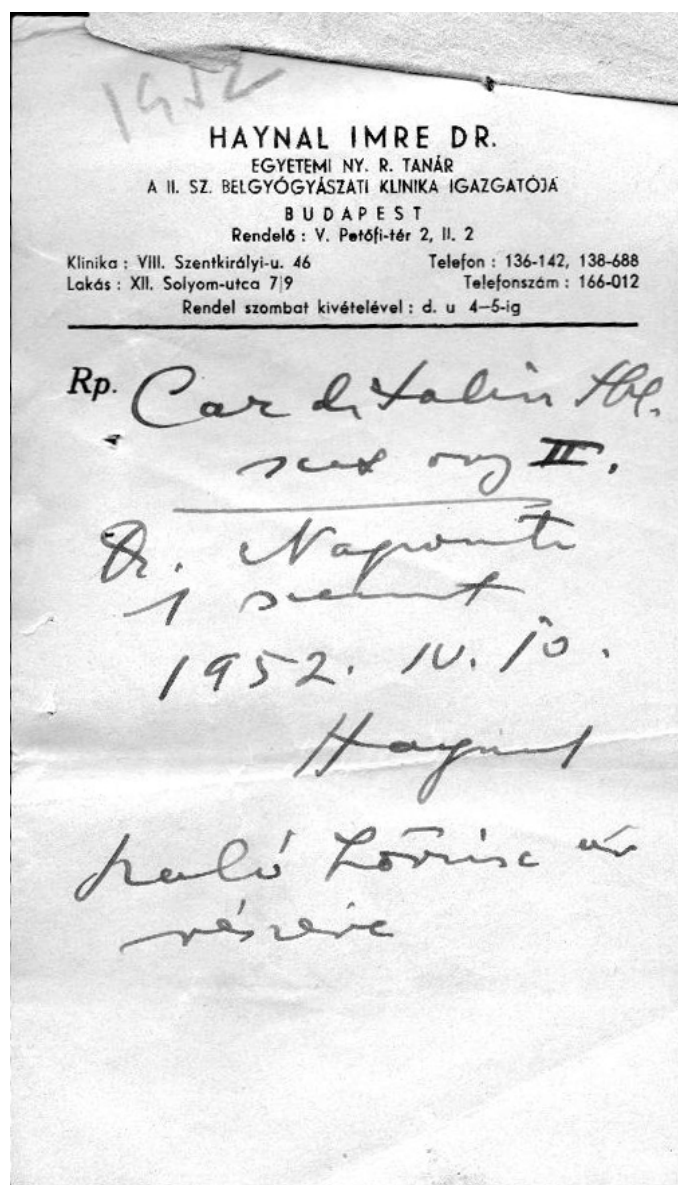 1952
HAYNAL IMRE DR.
EGYETEMI NY. R. TANÁR
A II. SZ. BELGYÓGYÁSZATI KLINIKA IGAZGATÓJA
BUDAPEST
Rendelő : V. Petőfi-tér 2, II. 2
Klinika : VIII. Szentkirályi-u. 46 Telefon : 136-142, 138-688
Lakás : XII. Solyom-utca 7|9 Telefonszám : 166-012
Rendel szombat kivételével : d. u 4—5-ig
Rp. Carditalin tbl.
scat orig II.
Naponta
1 szemet
1952. IV. 10.
Haynal
Lőrinc úr
részére